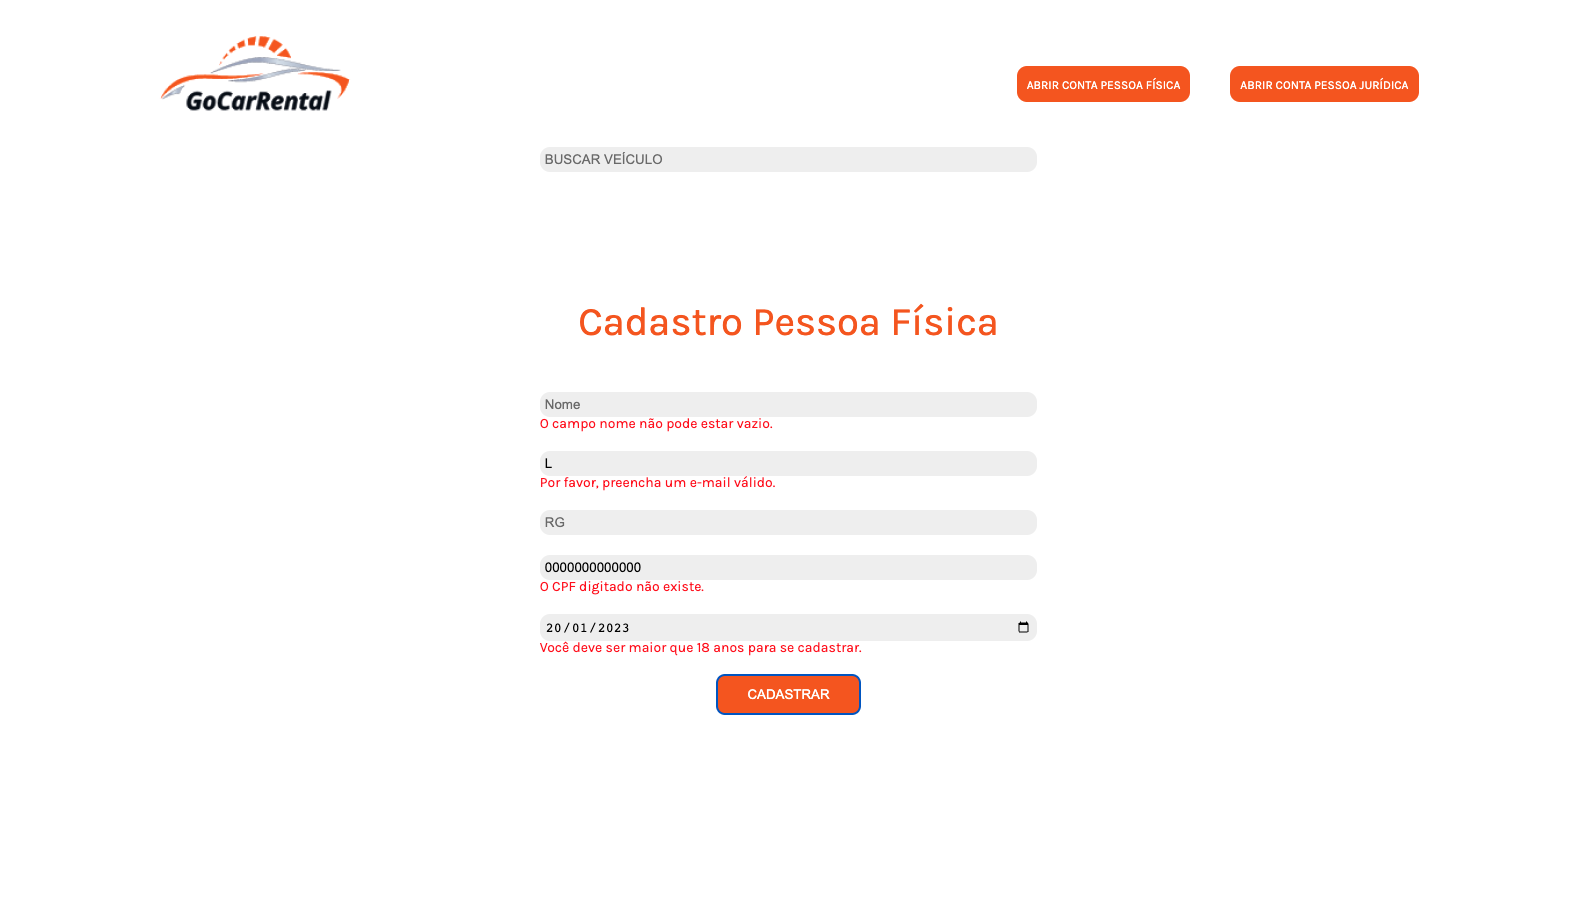 GoCarRental
ABRIR CONTA PESSOA FÍSICA
ABRIR CONTA PESSOA JURÍDICA
BUSCAR VEÍCULO
Cadastro Pessoa Física
Nome
O campo nome não pode estar vazio.
L
Por favor, preencha um e-mail válido.
RG
0000000000000
O CPF digitado não existe.
20/01/2023
Você deve ser maior que 18 anos para se cadastrar.
CADASTRAR